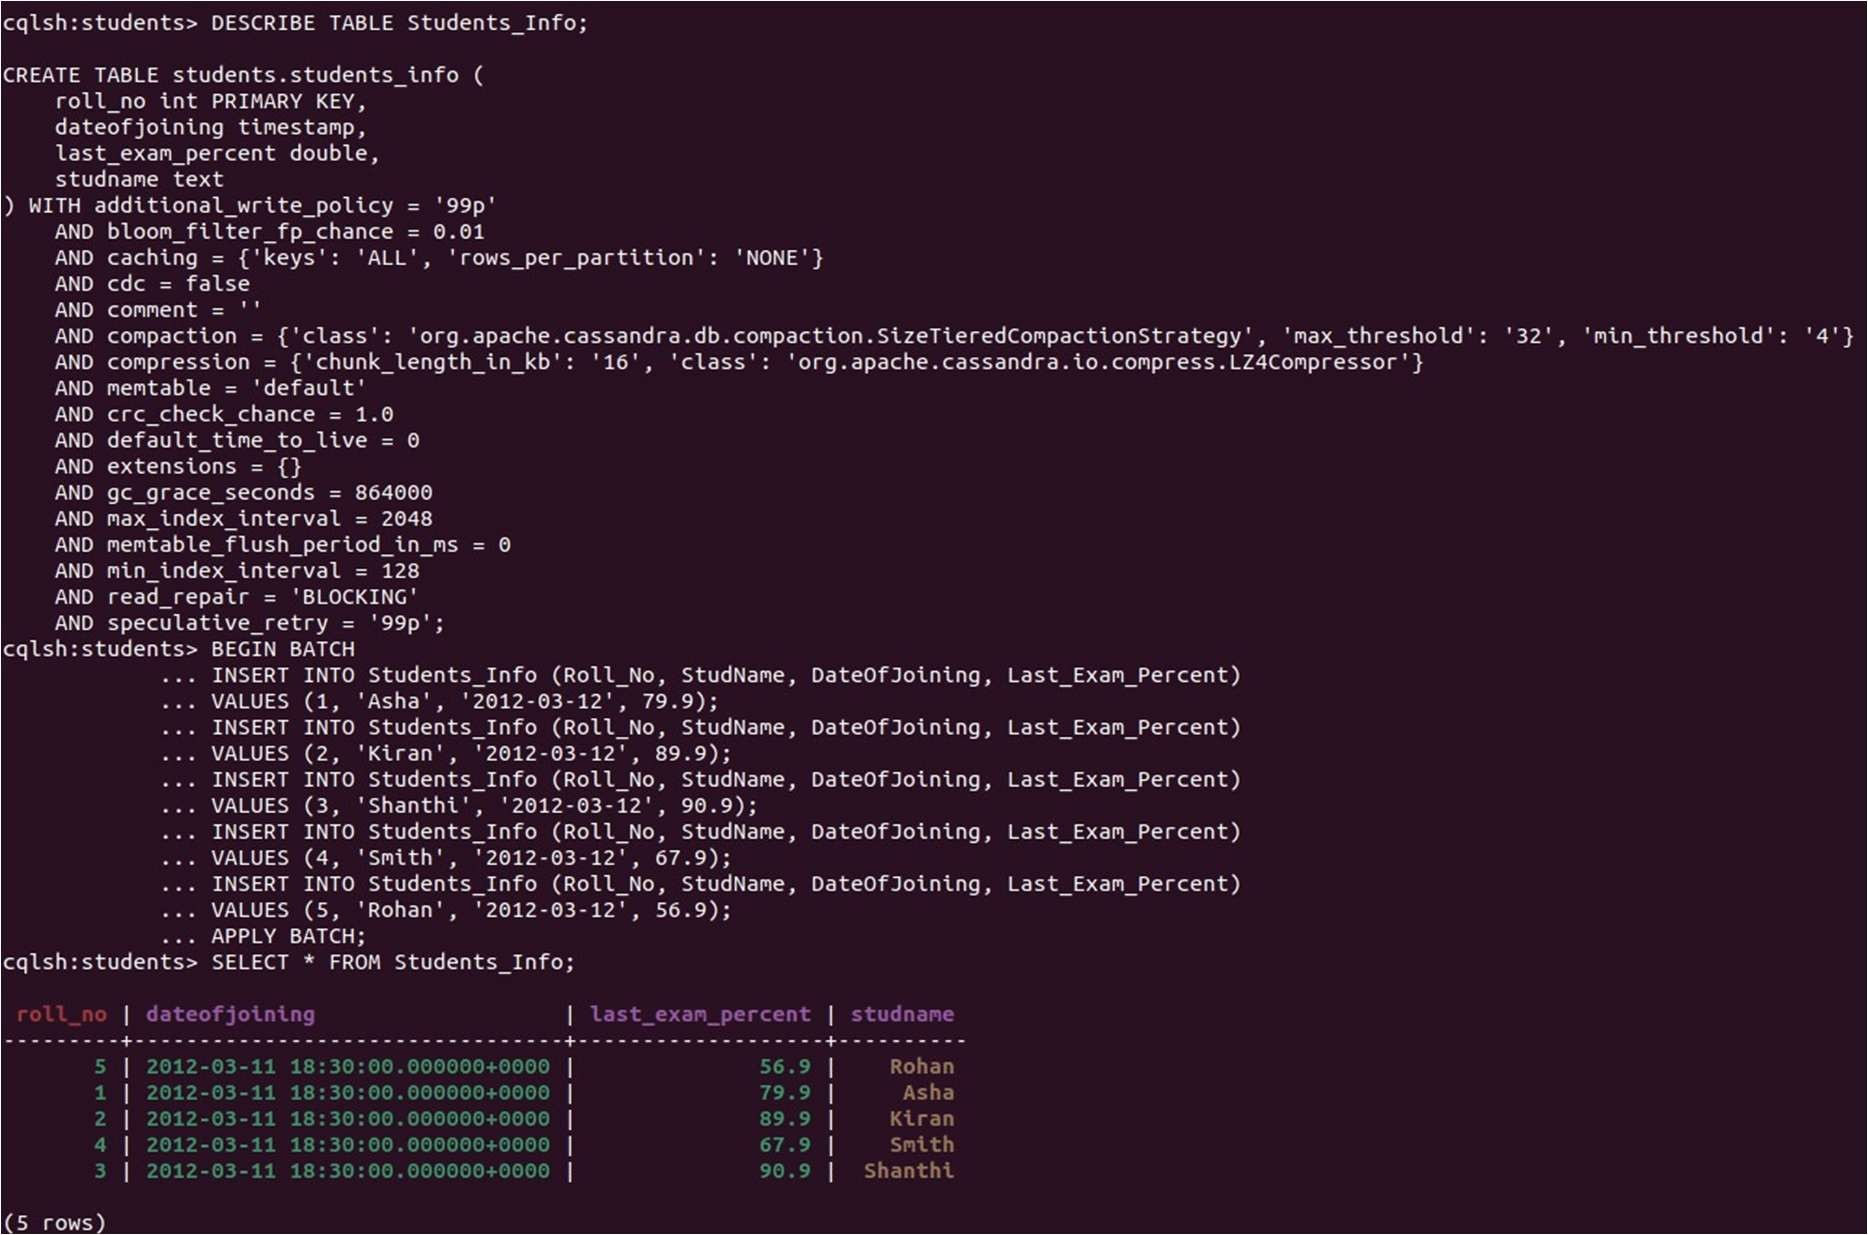 cqlsh:students> DESCRIBE TABLE Students_Info;
CREATE TABLE students.students_info (
    roll_no int PRIMARY KEY,
    dateofjoining timestamp,
    last_exam_percent double,
    studname text
) WITH additional_write_policy = '99p'
    AND bloom_filter_fp_chance = 0.01
    AND caching = {'keys': 'ALL', 'rows_per_partition': 'NONE'}
    AND cdc = false
    AND comment = ''
    AND compaction = {'class': 'org.apache.cassandra.db.compaction.SizeTieredCompactionStrategy', 'max_threshold': '32', 'min_threshold': '4'}
    AND compression = {'chunk_length_in_kb': '16', 'class': 'org.apache.cassandra.io.compress.LZ4Compressor'}
    AND memtable = 'default'
    AND crc_check_chance = 1.0
    AND default_time_to_live = 0
    AND extensions = {}
    AND gc_grace_seconds = 864000
    AND max_index_interval = 2048
    AND memtable_flush_period_in_ms = 0
    AND min_index_interval = 128
    AND read_repair = 'BLOCKING'
    AND speculative_retry = '99p';
cqlsh:students> BEGIN BATCH
            ... INSERT INTO Students_Info (Roll_No, StudName, DateOfJoining, Last_Exam_Percent)
            ... VALUES (1, 'Asha', '2012-03-12', 79.9);
            ... INSERT INTO Students_Info (Roll_No, StudName, DateOfJoining, Last_Exam_Percent)
            ... VALUES (2, 'Kiran', '2012-03-12', 89.9);
            ... INSERT INTO Students_Info (Roll_No, StudName, DateOfJoining, Last_Exam_Percent)
            ... VALUES (3, 'Shanthi', '2012-03-12', 90.9);
            ... INSERT INTO Students_Info (Roll_No, StudName, DateOfJoining, Last_Exam_Percent)
            ... VALUES (4, 'Smith', '2012-03-12', 67.9);
            ... INSERT INTO Students_Info (Roll_No, StudName, DateOfJoining, Last_Exam_Percent)
            ... VALUES (5, 'Rohan', '2012-03-12', 56.9);
            ... APPLY BATCH;
cqlsh:students> SELECT * FROM Students_Info;
 roll_no | dateofjoining                   | last_exam_percent | studname
---------+---------------------------------+-------------------+----------
       5 | 2012-03-11 18:30:00.000000+0000 |              56.9 |    Rohan
       1 | 2012-03-11 18:30:00.000000+0000 |              79.9 |     Asha
       2 | 2012-03-11 18:30:00.000000+0000 |              89.9 |    Kiran
       4 | 2012-03-11 18:30:00.000000+0000 |              67.9 |    Smith
       3 | 2012-03-11 18:30:00.000000+0000 |              90.9 |  Shanthi
(5 rows)